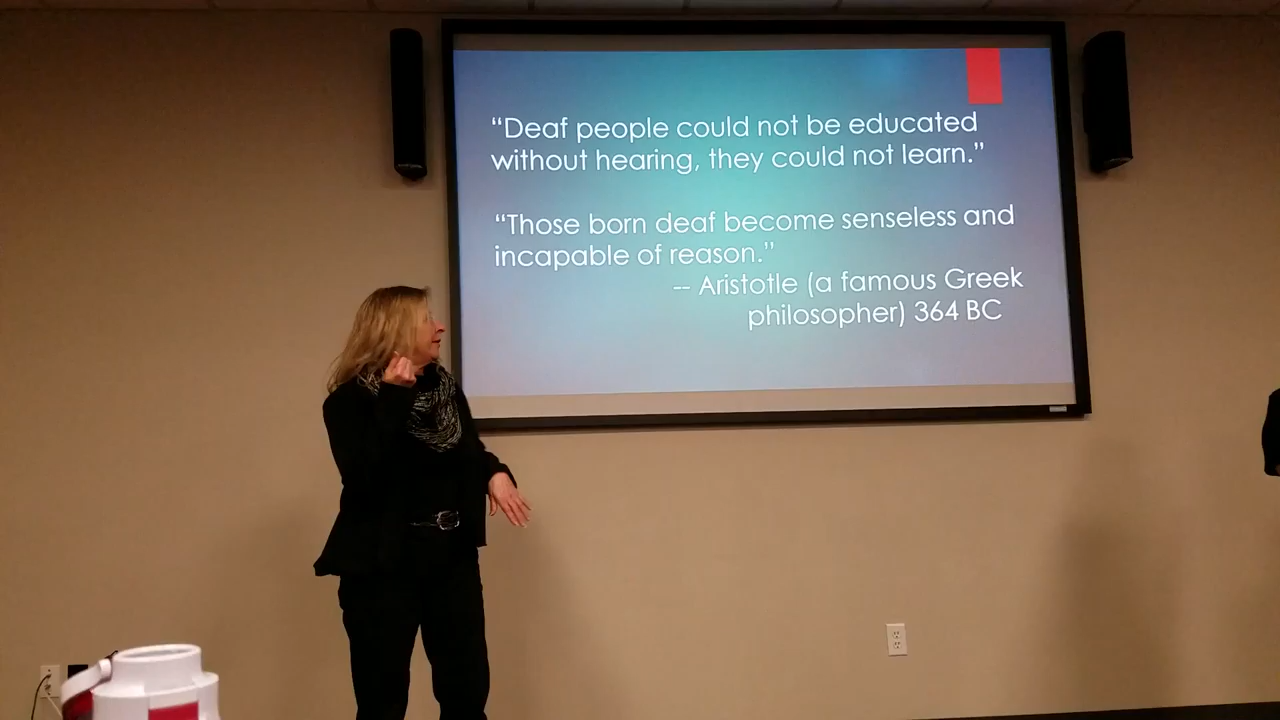 “Deaf people could not be educated
without hearing, they could not learn.”
“Those born deaf become senseless and
incapable of reason.”
-- Aristotle (a famous Greek
philosopher) 364 BC